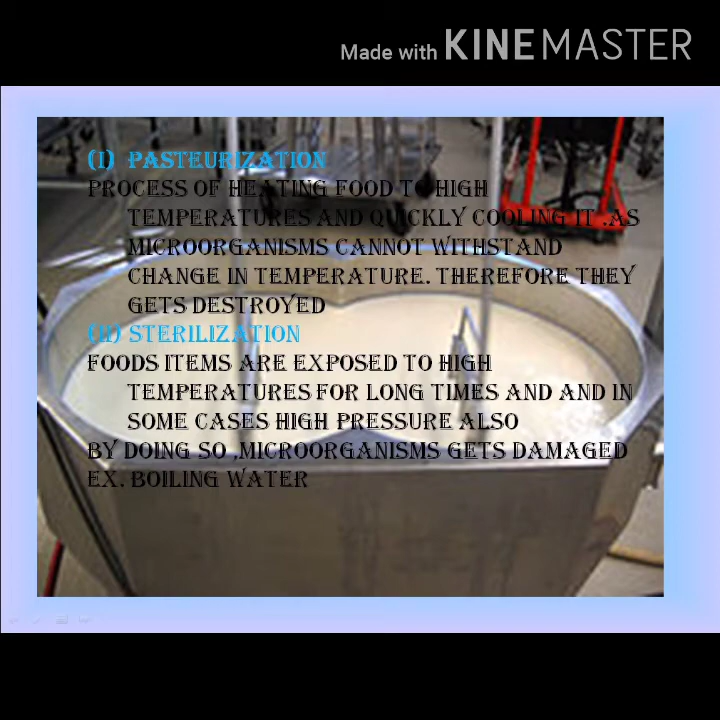 Made with KINEMASTER
(I) PASTEURIZATION
PROCESS OF HEATING FOOD TO HIGH
TEMPERATURES AND QUICKLY COOLING IT .AS
MICROORGANISMS CANNOT WITHSTAND
CHANGE IN TEMPERATURE. THEREFORE THEY
GETS DESTROYED
(II) STERILIZATION
FOODS ITEMS ARE EXPOSED TO HIGH
TEMPERATURES FOR LONG TIMES AND AND IN
SOME CASES HIGH PRESSURE ALSO
BY DOING SO ,MICROORGANISMS GETS DAMAGED
EX. BOILING WATER